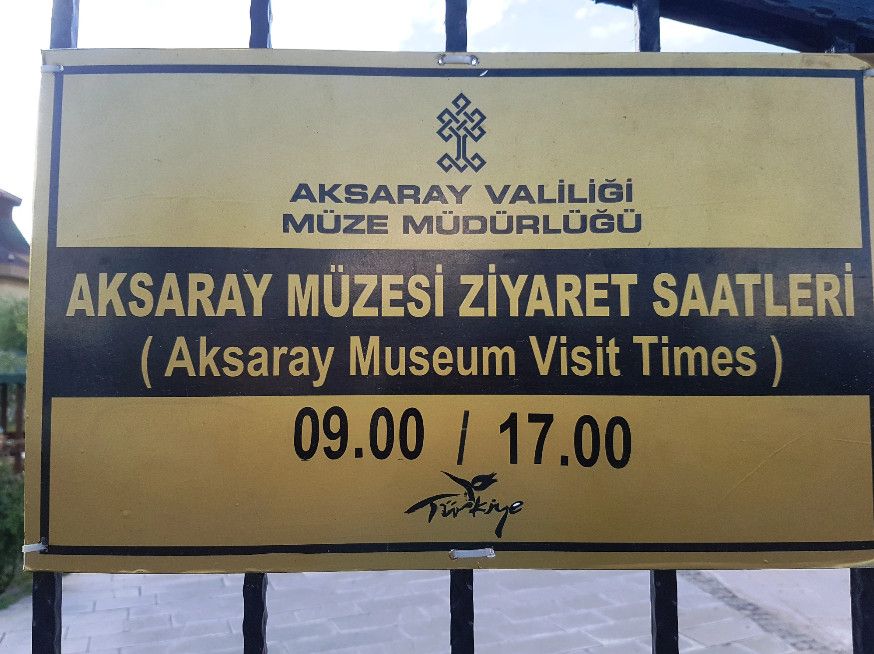 AKSARAY VALİLİĞİ
MÜZE MÜDÜRLÜĞÜ
AKSARAY MÜZESİ ZİYARET SAATLERİ
( Aksaray Museum Visit Times )
09.00 / 17.00
Türkiye